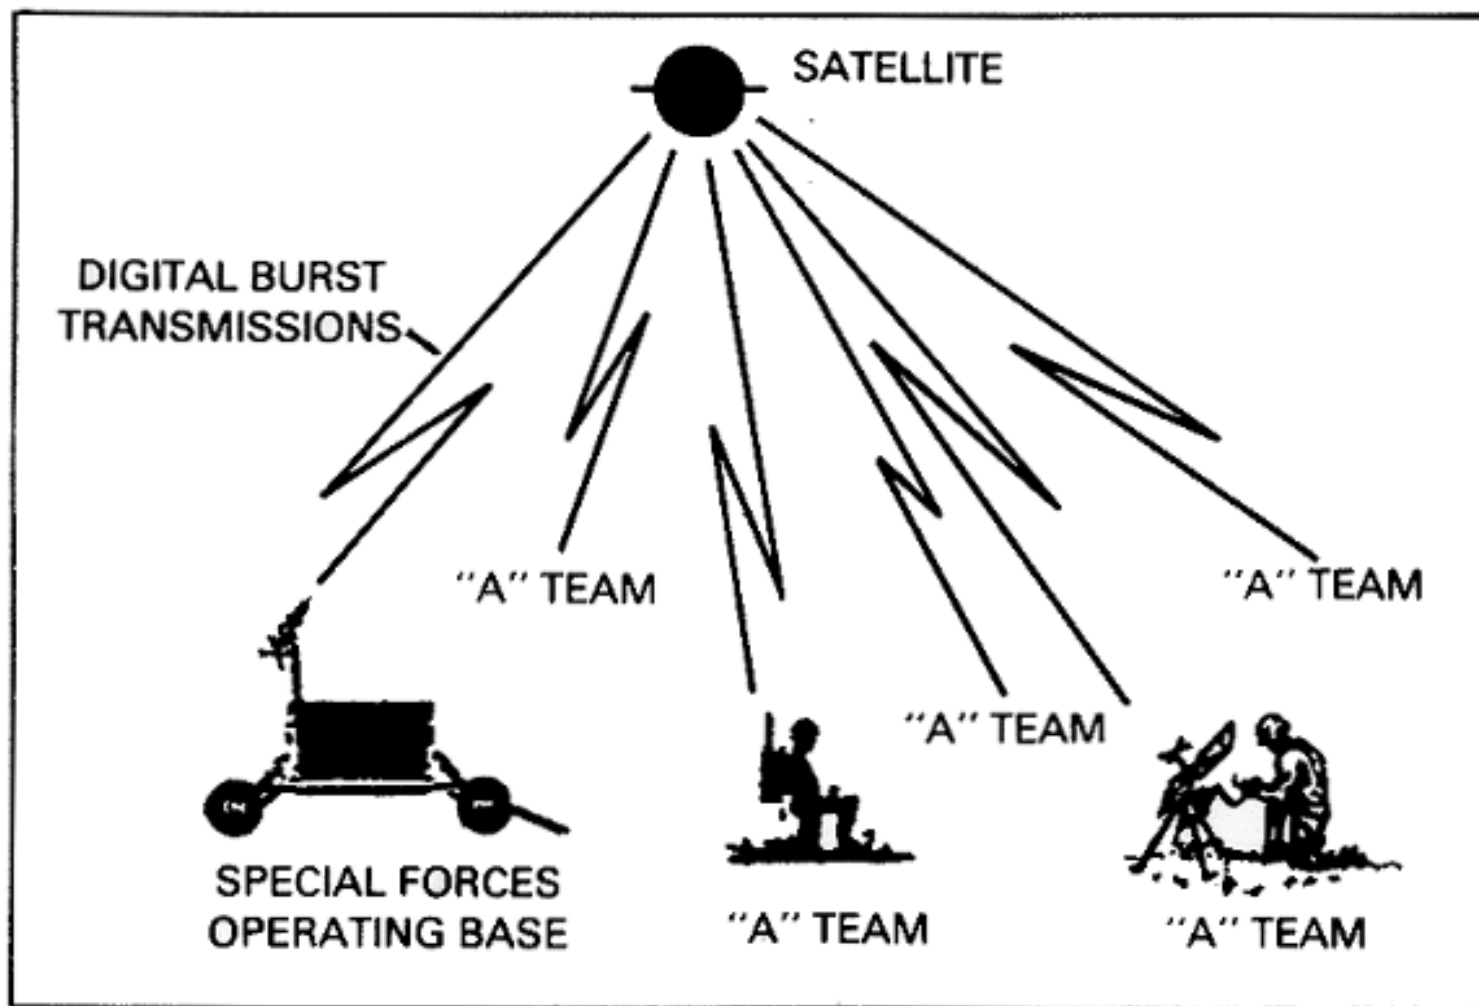 SATELLITE
DIGITAL BURST
TRANSMISSIONS
"A" TEAM
"A" TEAM
"A" TEAM
SPECIAL FORCES
OPERATING BASE
"A" TEAM
"A" TEAM